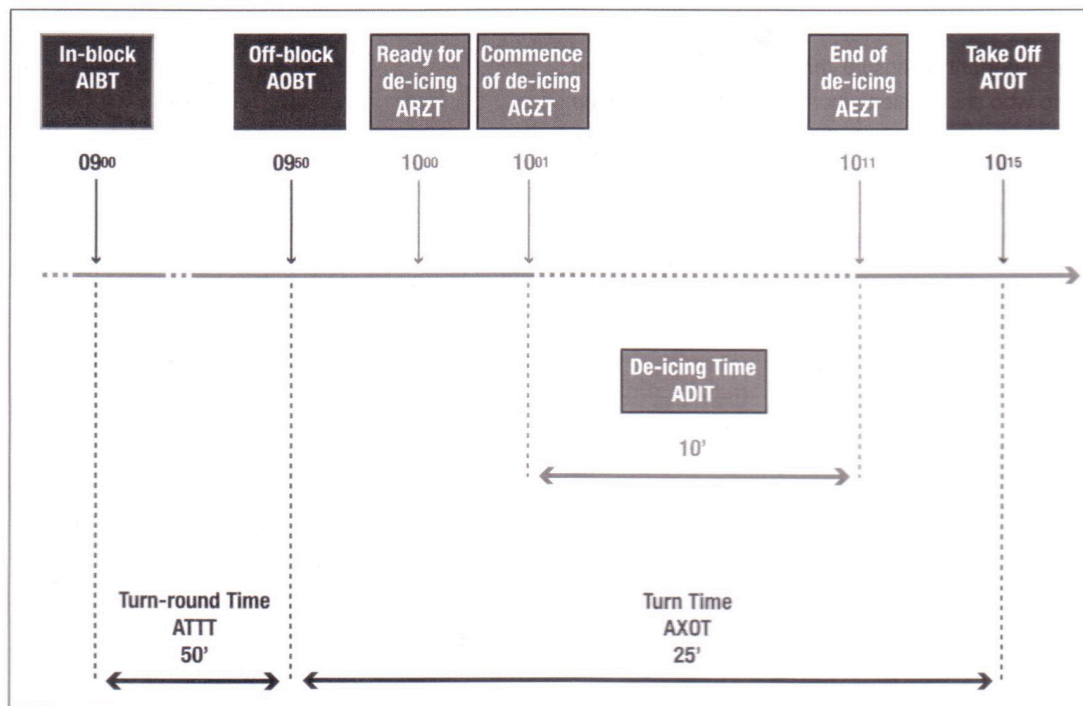 In-block
AIBT
Off-block
AOBT
Ready for
de-icing
ARZT
Commence
of de-icing
ACZT
End of
de-icing
AEZT
Take Off
ATOT
0900
0950
1000
1001
1011
1015
De-icing Time
ADIT
10'
Turn-round Time
ATTT
50'
Turn Time
AXOT
25'